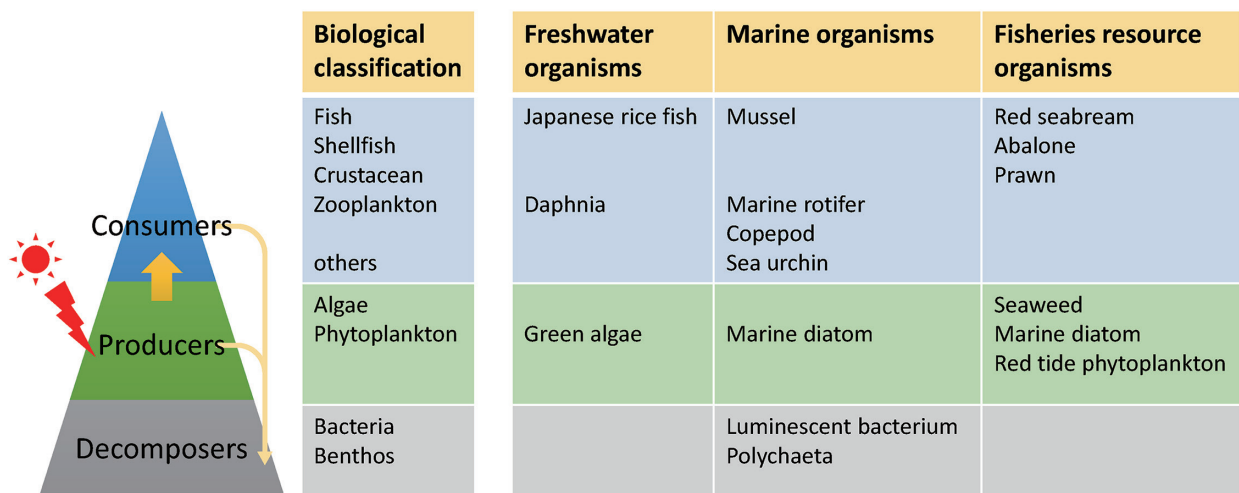 Biological
classification
Freshwater
organisms
Marine organisms
Fisheries resource
organisms
Consumers
Fish
Shellfish
Crustacean
Zooplankton
others
Japanese rice fish
Daphnia
Mussel
Marine rotifer
Copepod
Sea urchin
Red seabream
Abalone
Prawn
Producers
Algae
Phytoplankton
Green algae
Marine diatom
Seaweed
Marine diatom
Red tide phytoplankton
Decomposers
Bacteria
Benthos
Luminescent bacterium
Polychaeta